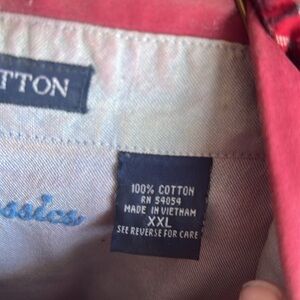 TTON
ssics
100% COTTON
RN 54054
MADE IN VIETNAM
XXL
SEE REVERSE FOR CARE